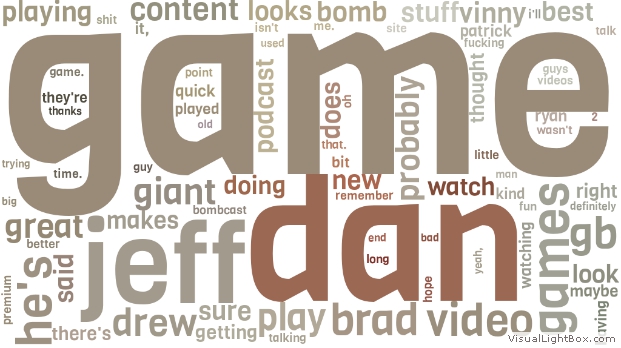 playing shit content looks bomb stuff vinny i'll best
it, isn't me. site patrick talk
used fucking
game
game. point podcast does oh probably thought guys
they're quick videos
thanks played ryan 2
old that. wasn't
trying time. guy bit little
big giant doing new watch man
remember kind right
great makes bombcast fun definitely
better jeff dan games gb
he's said end bad watching
long yeah, look
premium hope maybe
there's drew sure play brad video
getting talking
VisualLightBox.com